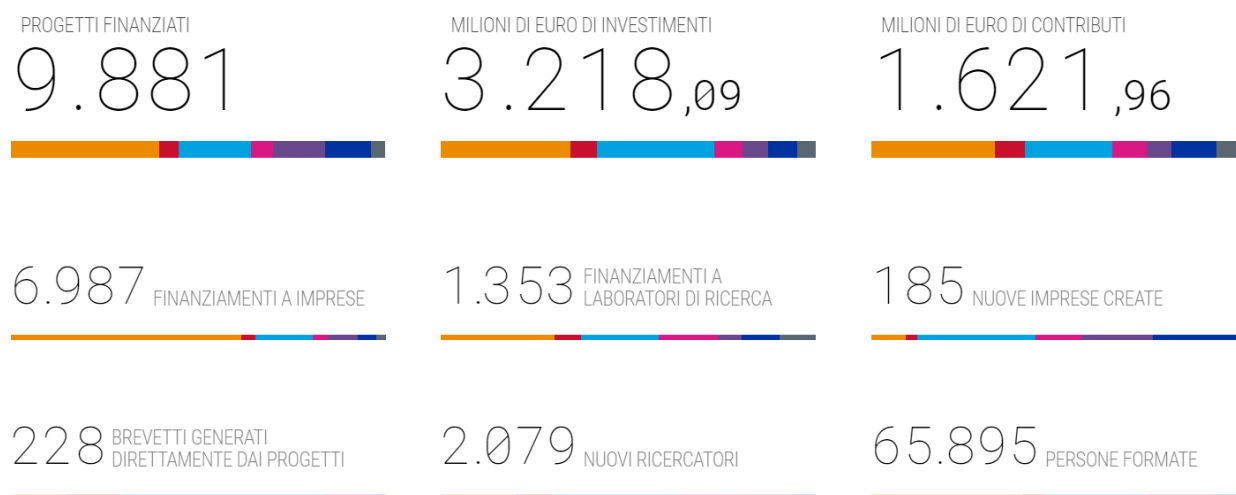 PROGETTI FINANZIATI
9.881
MILIONI DI EURO DI INVESTIMENTI
3.218,09
MILIONI DI EURO DI CONTRIBUTI
1.621,96
6.987 FINANZIAMENTI A IMPRESE
1.353 FINANZIAMENTI A
LABORATORI DI RICERCA
185 NUOVE IMPRESE CREATE
228 BREVETTI GENERATI
DIRETTAMENTE DAI PROGETTI
2.079 NUOVI RICERCATORI
65.895 PERSONE FORMATE